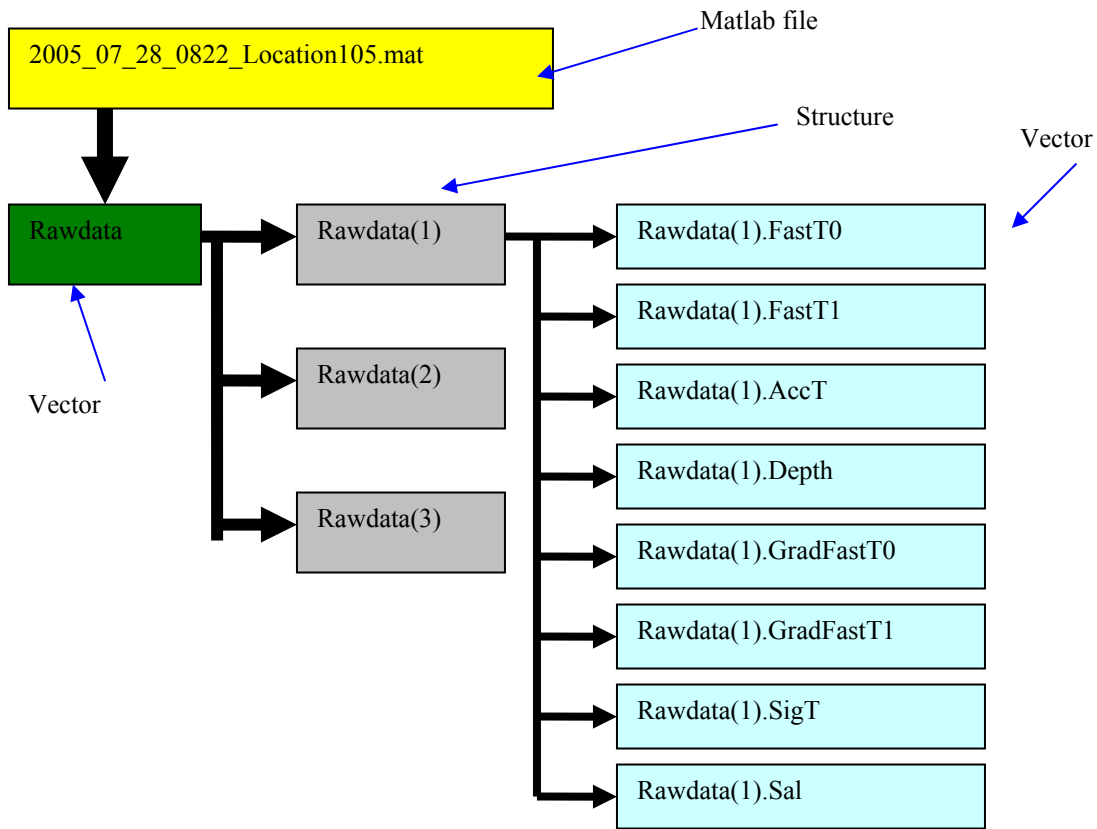 Matlab file
2005_07_28_0822_Location105.mat
Structure
Vector
Rawdata
Rawdata(1)
Rawdata(1).FastT0
Rawdata(1).FastT1
Rawdata(2)
Rawdata(1).AccT
Vector
Rawdata(1).Depth
Rawdata(3)
Rawdata(1).GradFastT0
Rawdata(1).GradFastT1
Rawdata(1).SigT
Rawdata(1).Sal